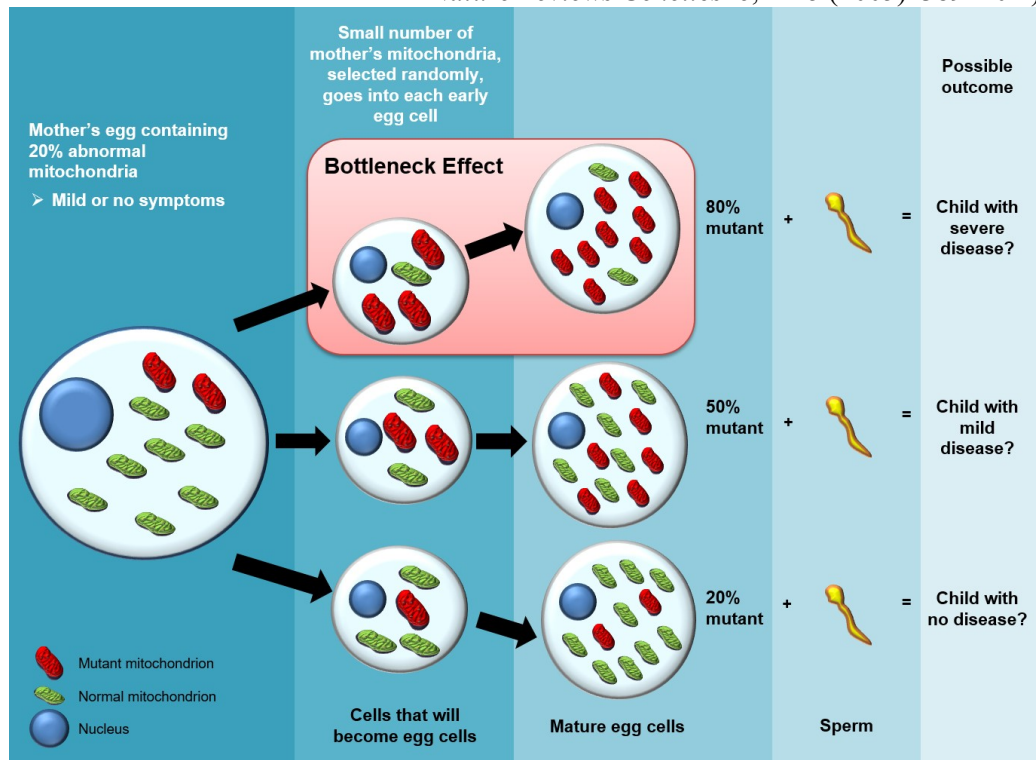 Small number of
mother's mitochondria,
selected randomly,
goes into each early
egg cell
Possible
outcome
Mother's egg containing
20% abnormal
mitochondria
➢ Mild or no symptoms
Bottleneck Effect
80%
mutant
+
=
Child with
severe
disease?
50%
mutant
+
=
Child with
mild
disease?
20%
mutant
+
=
Child with
no disease?
Mutant mitochondrion
Normal mitochondrion
Nucleus
Cells that will
become egg cells
Mature egg cells
Sperm